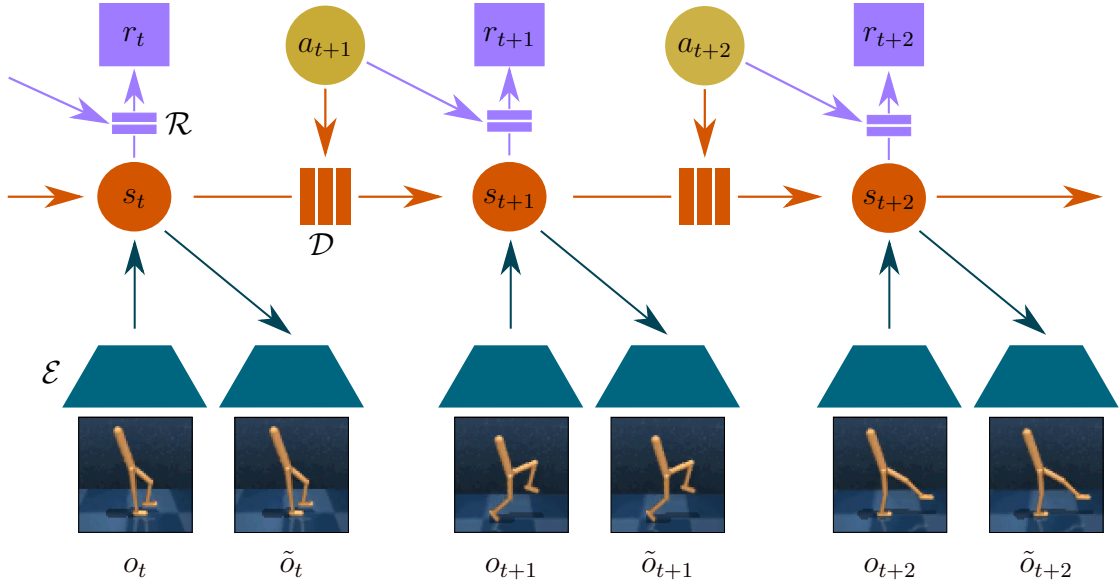 r_t a_{t+1} r_{t+1} a_{t+2} r_{t+2}
ℛ
s_t s_{t+1} s_{t+2}
𝒟
ℰ
o_t õ_t o_{t+1} õ_{t+1} o_{t+2} õ_{t+2}